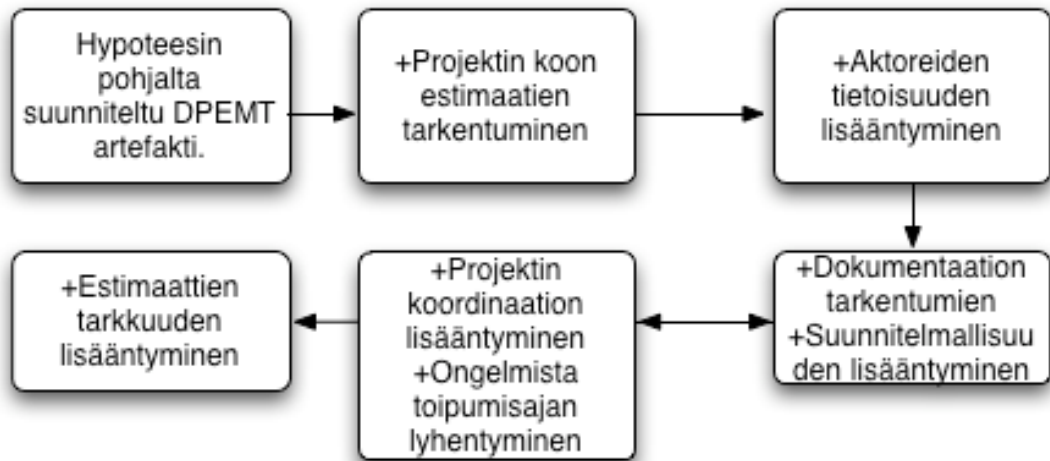 Hypoteesin
pohjalta
suunniteltu DPEMT
artefakti.
+Projektin koon
estimaatien
tarkentuminen
+Aktoreiden
tietoisuuden
lisääntyminen
+Dokumentaation
tarkentumien
+Suunnitelmallisuu
den lisääntyminen
+Projektin
koordinaation
lisääntyminen
+Ongelmista
toipumisajan
lyhentyminen
+Estimaattien
tarkkuuden
lisääntyminen